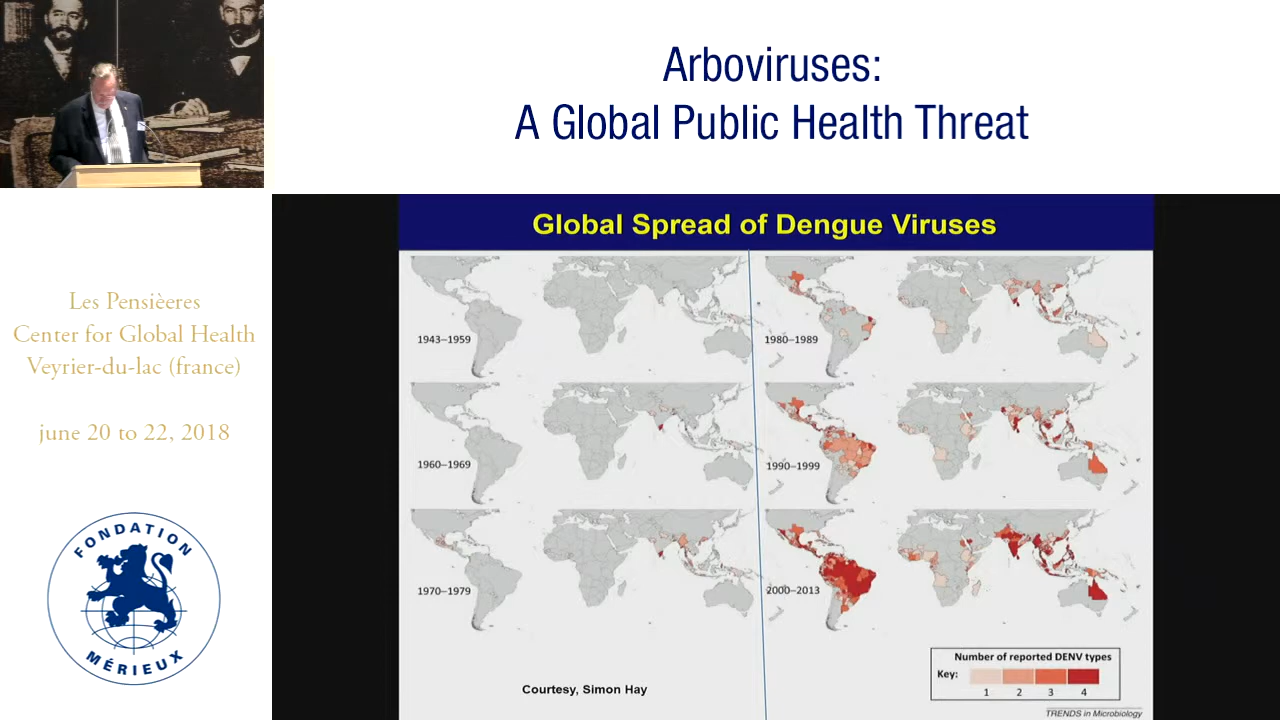 Arboviruses:
A Global Public Health Threat
Les Pensièeres
Center for Global Health
Veyrier-du-lac (france)
june 20 to 22, 2018
FONDATION
MÉRIEUX
Global Spread of Dengue Viruses
1943–1959
1960–1969
1970–1979
1980–1989
1990–1999
2000–2013
Number of reported DENV types
Key:
1 2 3 4
Courtesy, Simon Hay
TRENDS in Microbiology